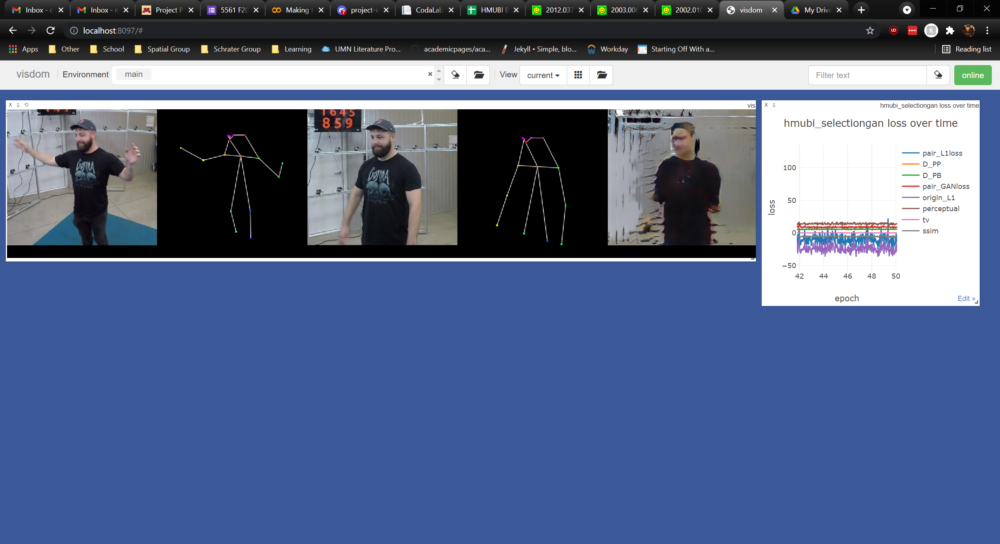 Inbox - c
Inbox - n
Project P
5561 F20
Making t
project-w
CodaLab
HMUBI B
2012.037
2003.006
2002.010
visdom
My Drive
localhost:8097/#
Apps
Other
School
Spatial Group
Schrater Group
Learning
UMN Literature Pro...
academicpages/aca...
Jekyll • Simple, blo...
Workday
Starting Off With a...
Reading list
visdom
Environment
main
View
current
Filter text
online
X
vis
1645
859
GOJIRA
GOJIRA
X
hmubi_selectiongan loss over time
hmubi_selectiongan loss over time
loss
100
50
0
−50
42 44 46 48 50
epoch
pair_L1loss
D_PP
D_PB
pair_GANloss
origin_L1
perceptual
tv
ssim
Edit »